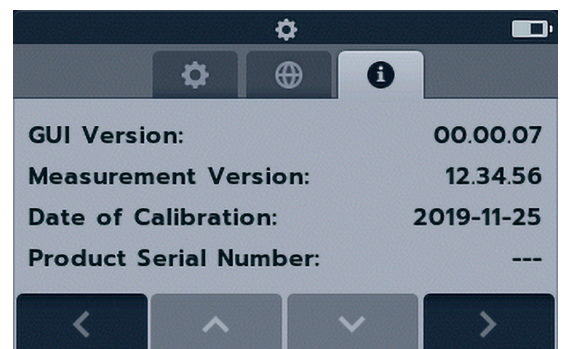 GUI Version: 00.00.07
Measurement Version: 12.34.56
Date of Calibration: 2019-11-25
Product Serial Number: ---